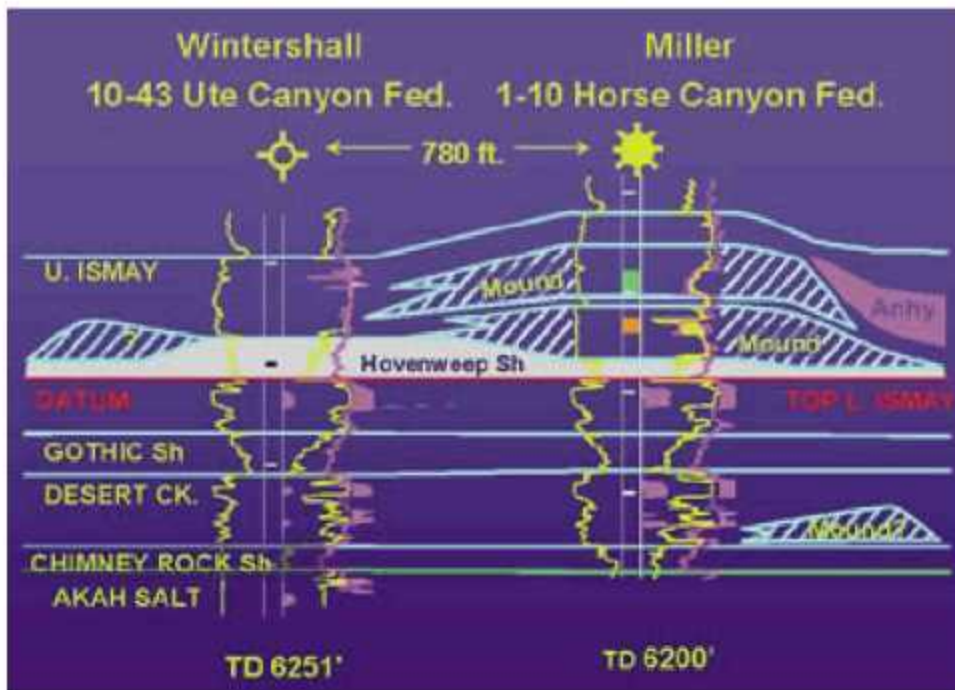 Wintershall
Miller
10-43 Ute Canyon Fed.
1-10 Horse Canyon Fed.
780 ft.
U. ISMAY
Mound
Anhy
?
Mound
Hovenweep Sh
DATUM
TOP L. ISMAY
GOTHIC Sh
DESERT CK.
Mound?
CHIMNEY ROCK Sh
AKAH SALT
TD 6251'
TD 6200'